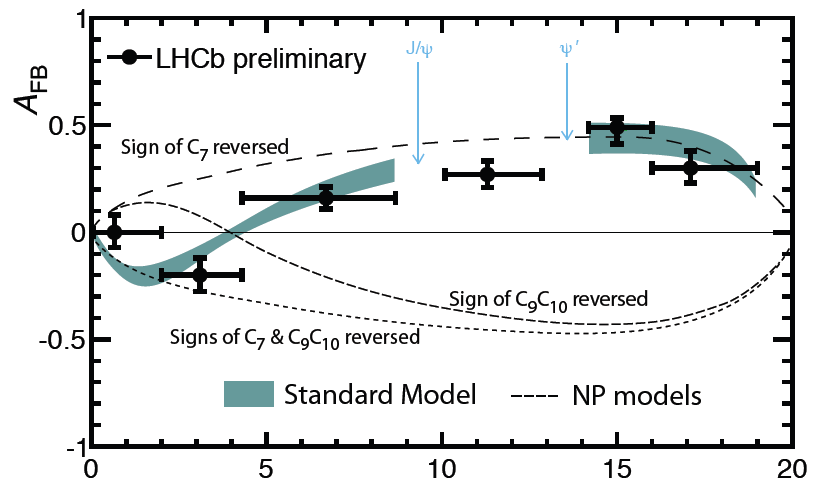 1
LHCb preliminary
J/ψ
ψ′
A_FB
0.5
Sign of C₇ reversed
0
Sign of C₉C₁₀ reversed
-0.5
Signs of C₇ & C₉C₁₀ reversed
Standard Model
NP models
-1
0 5 10 15 20